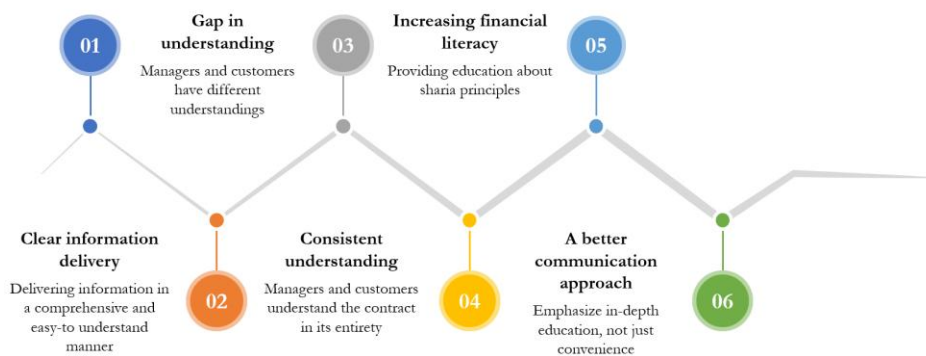 01
Gap in
understanding
Managers and customers
have different
understandings
03
Increasing financial
literacy
Providing education about
sharia principles
05
Clear information
delivery
Delivering information in
a comprehensive and
easy-to understand
manner
02
Consistent
understanding
Managers and customers
understand the contract
in its entirety
04
A better
communication
approach
Emphasize in-depth
education, not just
convenience
06